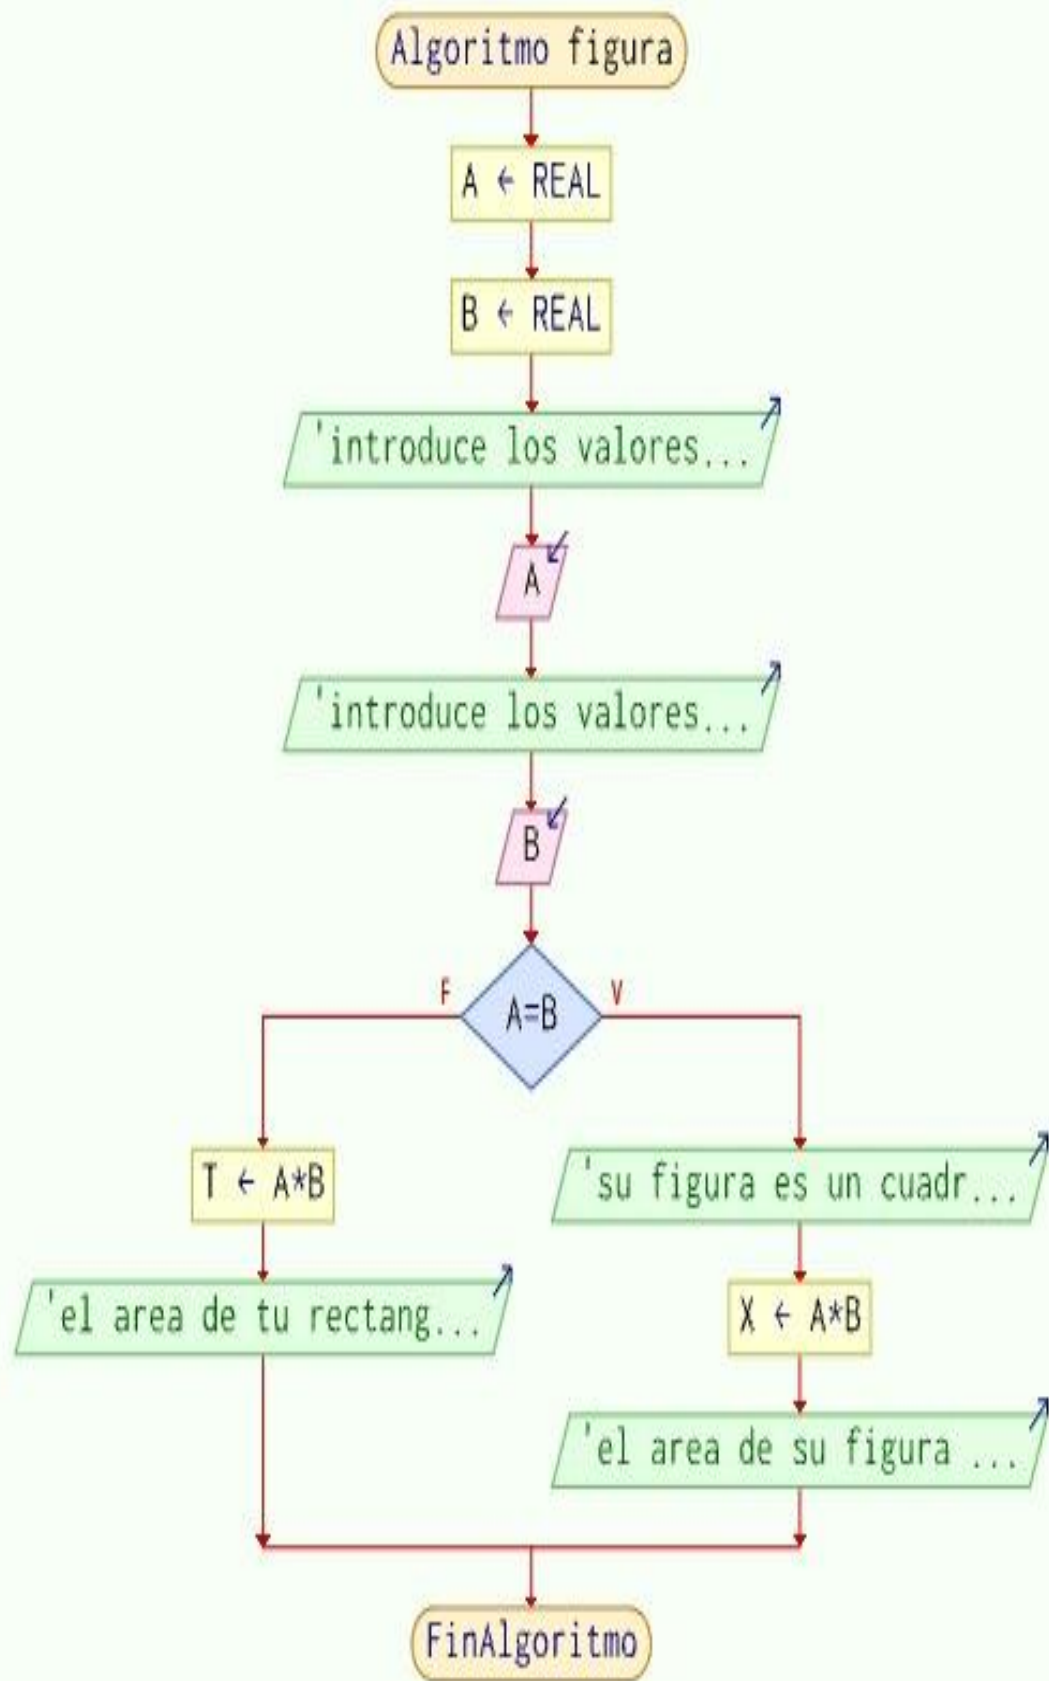 Algoritmo figura
A ← REAL
B ← REAL
'introduce los valores...
A
'introduce los valores...
B
A=B
F
V
T ← A*B
'el area de tu rectang...
'su figura es un cuadr...
X ← A*B
'el area de su figura ...
FinAlgoritmo